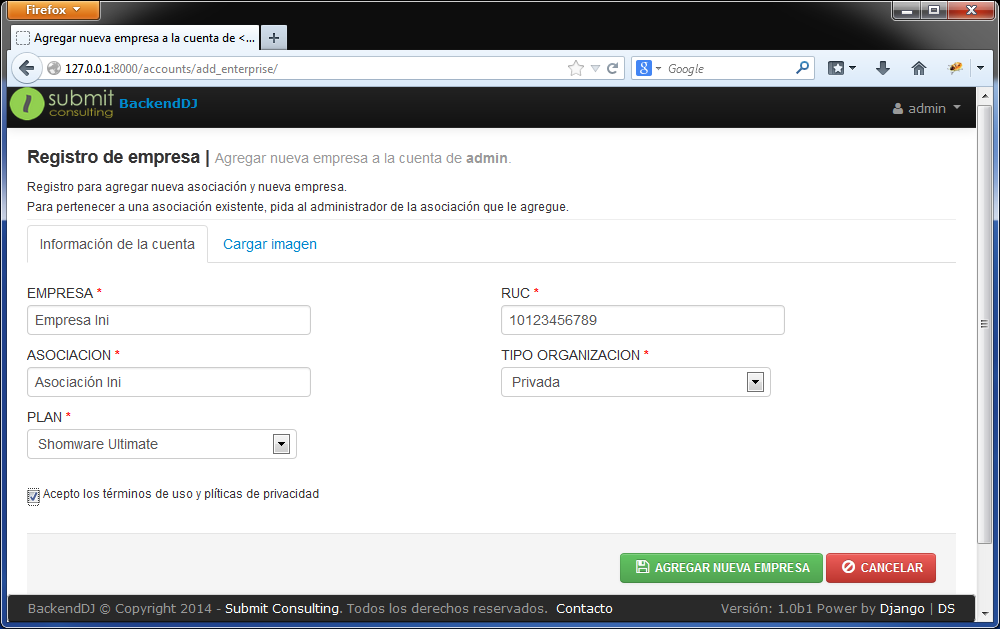 Firefox
Agregar nueva empresa a la cuenta de <...
127.0.0.1:8000/accounts/add_enterprise/
Google
submit consulting BackendDJ
admin
Registro de empresa | Agregar nueva empresa a la cuenta de admin.
Registro para agregar nueva asociación y nueva empresa.
Para pertenecer a una asociación existente, pida al administrador de la asociación que le agregue.
Información de la cuenta Cargar imagen
EMPRESA * RUC *
Empresa Ini 10123456789
ASOCIACION * TIPO ORGANIZACION *
Asociación Ini Privada
PLAN *
Shomware Ultimate
Acepto los términos de uso y plíticas de privacidad
AGREGAR NUEVA EMPRESA CANCELAR
BackendDJ © Copyright 2014 - Submit Consulting. Todos los derechos reservados. Contacto Versión: 1.0b1 Power by Django | DS